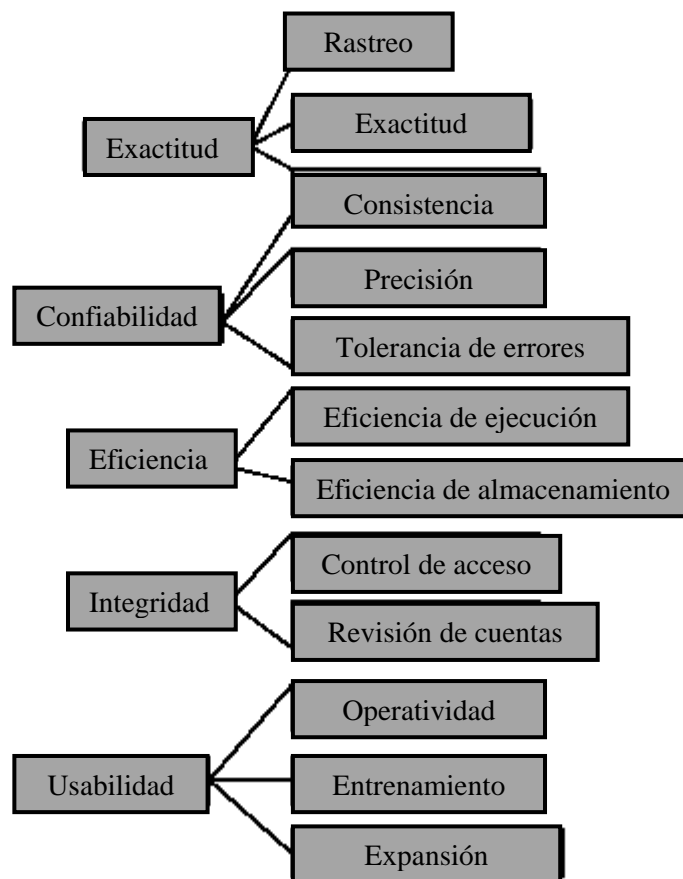 Rastreo
Exactitud
Exactitud
Consistencia
Confiabilidad
Precisión
Tolerancia de errores
Eficiencia
Eficiencia de ejecución
Eficiencia de almacenamiento
Integridad
Control de acceso
Revisión de cuentas
Usabilidad
Operatividad
Entrenamiento
Expansión